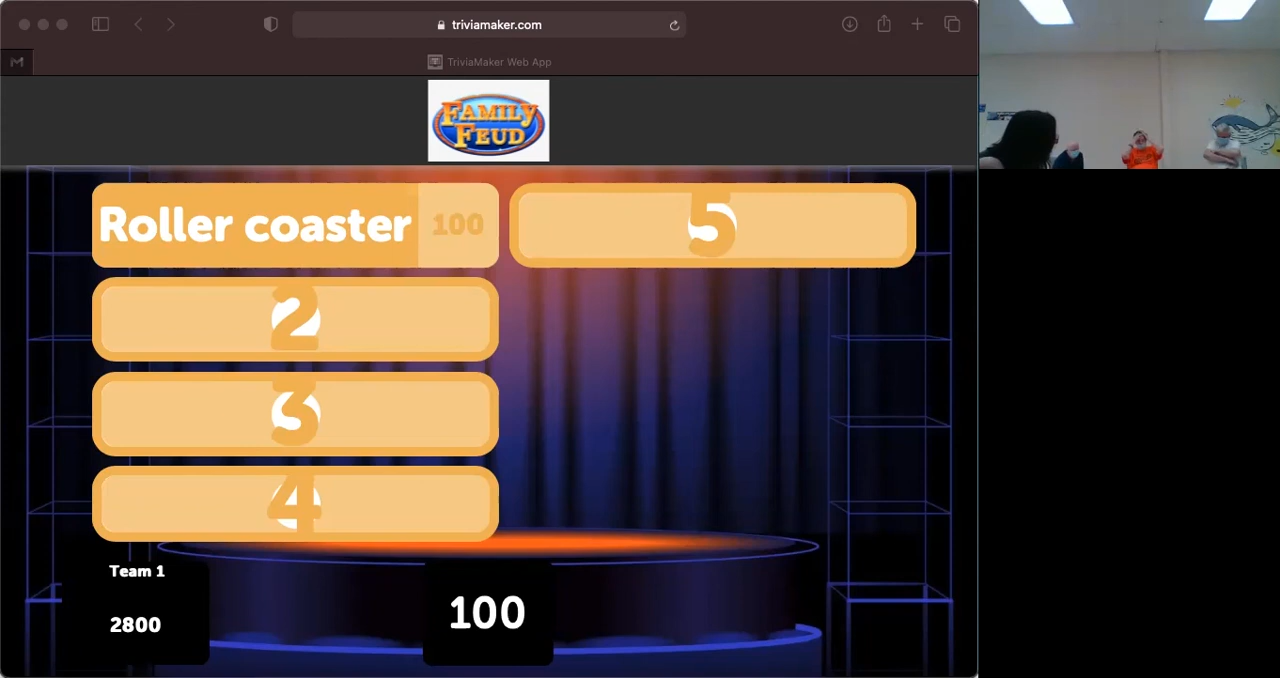 triviamaker.com
TriviaMaker Web App
FAMILY
FEUD
Roller coaster 100
5
2
3
4
Team 1
2800
100